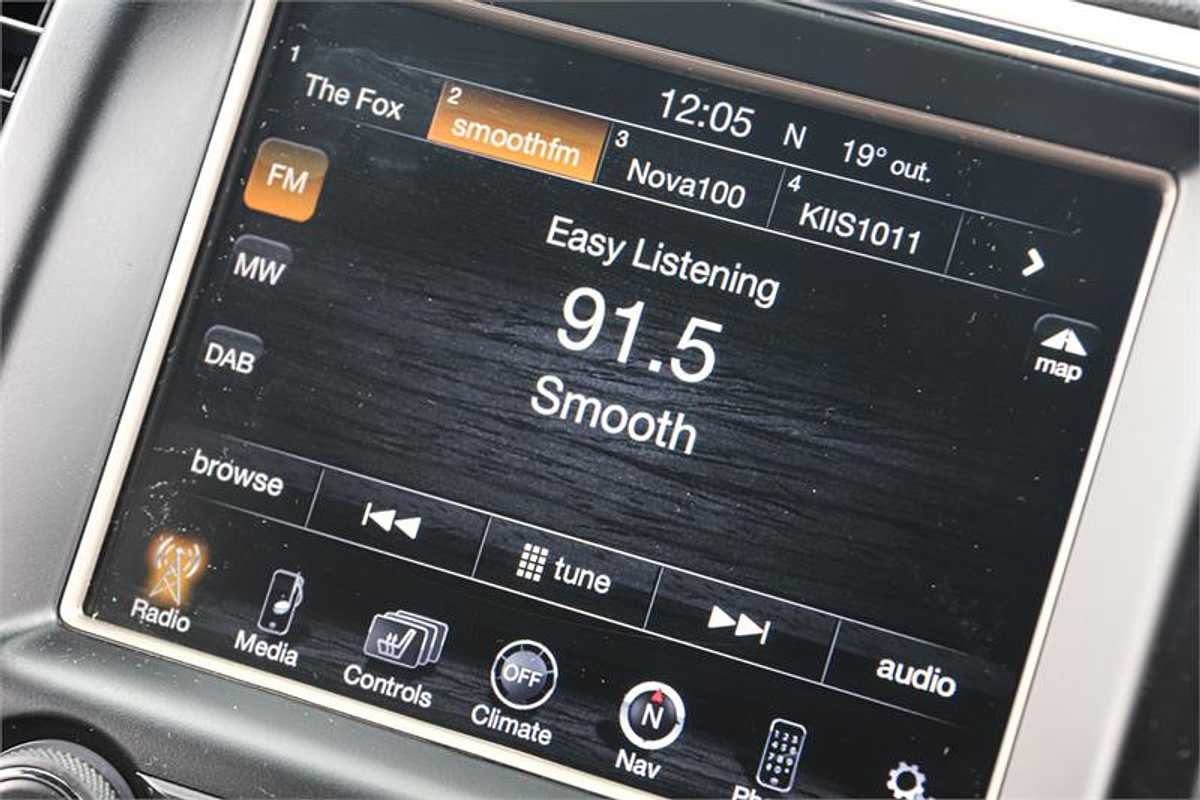 12:05 N 19° out.
1 The Fox
2 smoothfm
3 Nova100
4 KIIS1011
FM
MW
DAB
Easy Listening
91.5
Smooth
map
browse
tune
audio
Radio
Media
Controls
OFF
Climate
N
Nav